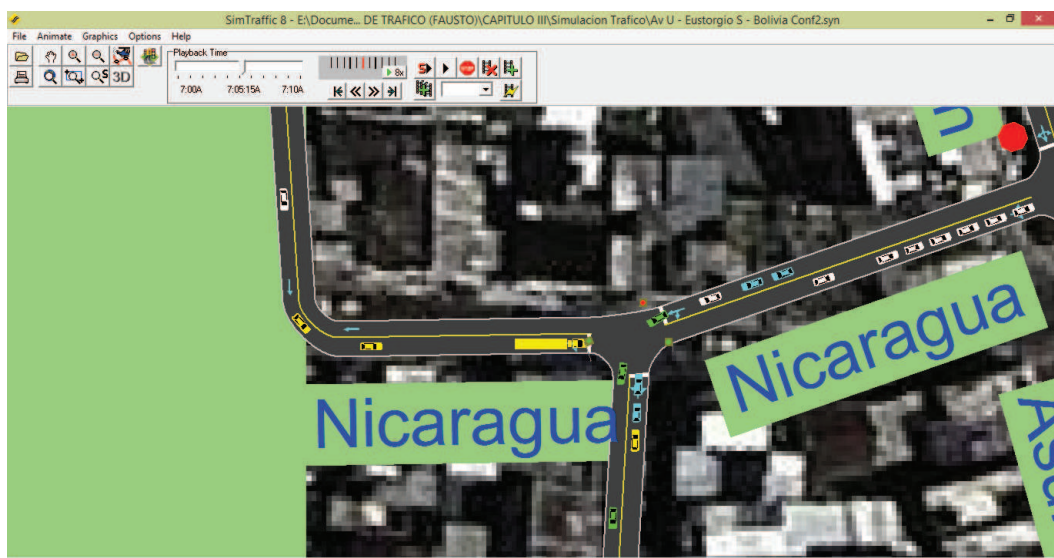 SimTraffic 8 - E:\Docume... DE TRAFICO (FAUSTO)\CAPITULO III\Simulacion Trafico\Av U - Eustorgio S - Bolivia Conf2.syn
File Animate Graphics Options Help
Playback Time
8x
3D
7:00A 7:05:15A 7:10A
Nicaragua
Nicaragua